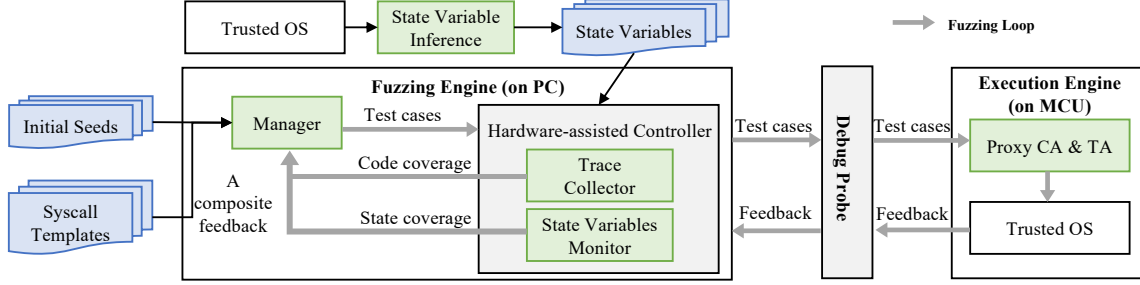 Trusted OS
State Variable
Inference
State Variables
Fuzzing Loop
Fuzzing Engine (on PC)
Execution Engine
(on MCU)
Initial Seeds
Manager
Test cases
Hardware-assisted Controller
Test cases
Debug Probe
Test cases
Proxy CA & TA
Code coverage
Trace
Collector
A
composite
feedback
Syscall
Templates
State coverage
State Variables
Monitor
Feedback
Feedback
Trusted OS